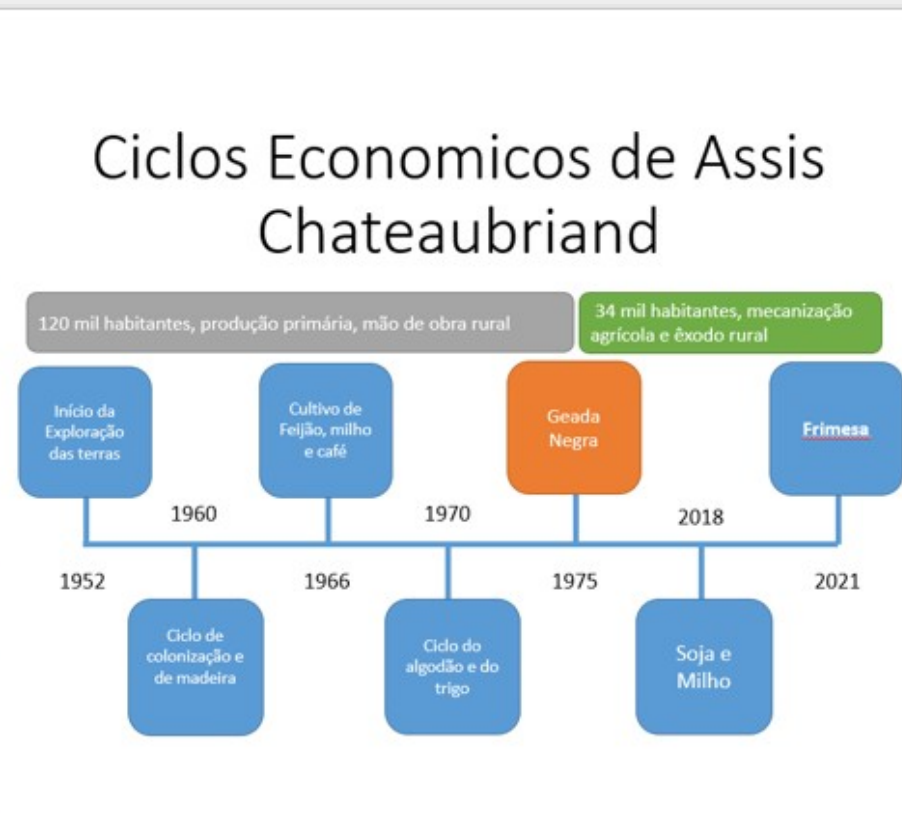 Ciclos Economicos de Assis
Chateaubriand
120 mil habitantes, produção primária, mão de obra rural
34 mil habitantes, mecanização
agrícola e êxodo rural
Início da
Exploração
das terras
Cultivo de
Feijão, milho
e café
Geada
Negra
Frimesa
1960
1970
2018
1952
1966
1975
2021
Ciclo de
colonização e
de madeira
Ciclo do
algodão e do
trigo
Soja e
Milho